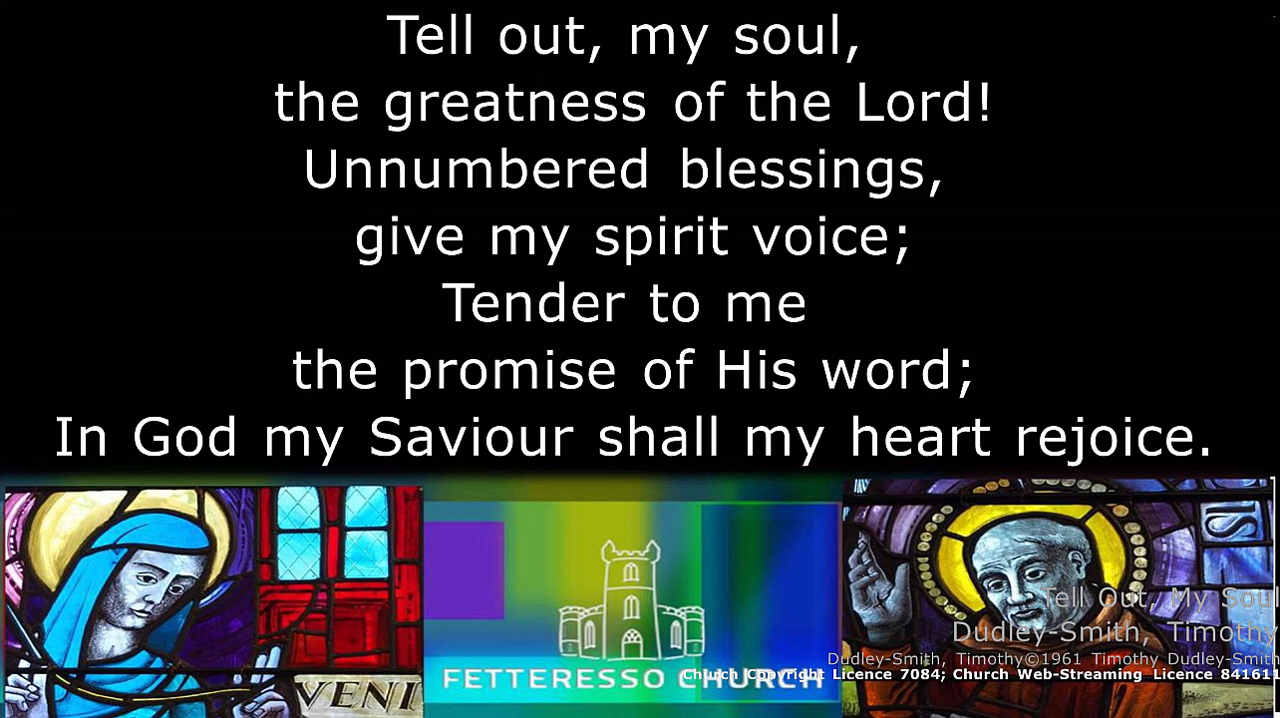 Tell out, my soul,
the greatness of the Lord!
Unnumbered blessings,
give my spirit voice;
Tender to me
the promise of His word;
In God my Saviour shall my heart rejoice.
VENI
FETTERESSO CHURCH
SI
Tell Out, My Soul
Dudley-Smith, Timothy
Dudley-Smith, Timothy©1961 Timothy Dudley-Smith
Church Copyright Licence 7084; Church Web-Streaming Licence 841611